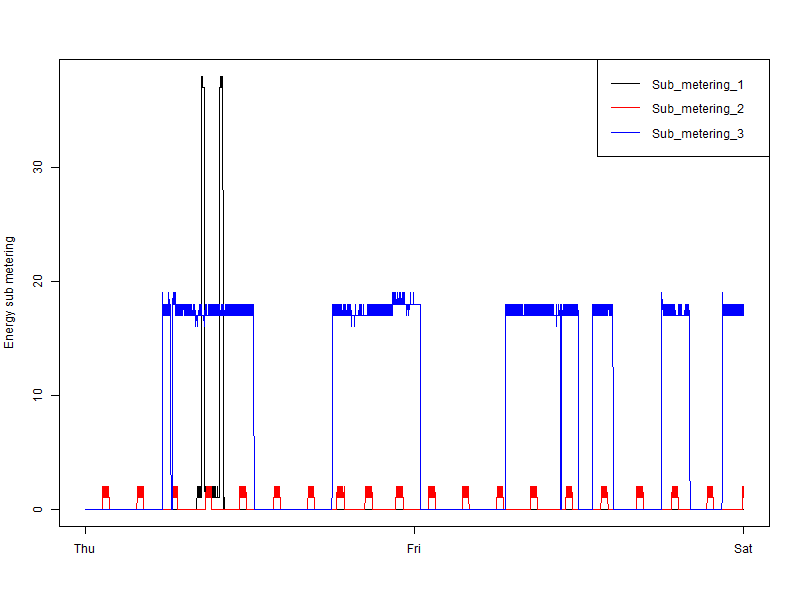 Sub_metering_1
Sub_metering_2
Sub_metering_3
Energy sub metering
30
20
10
0
Thu
Fri
Sat